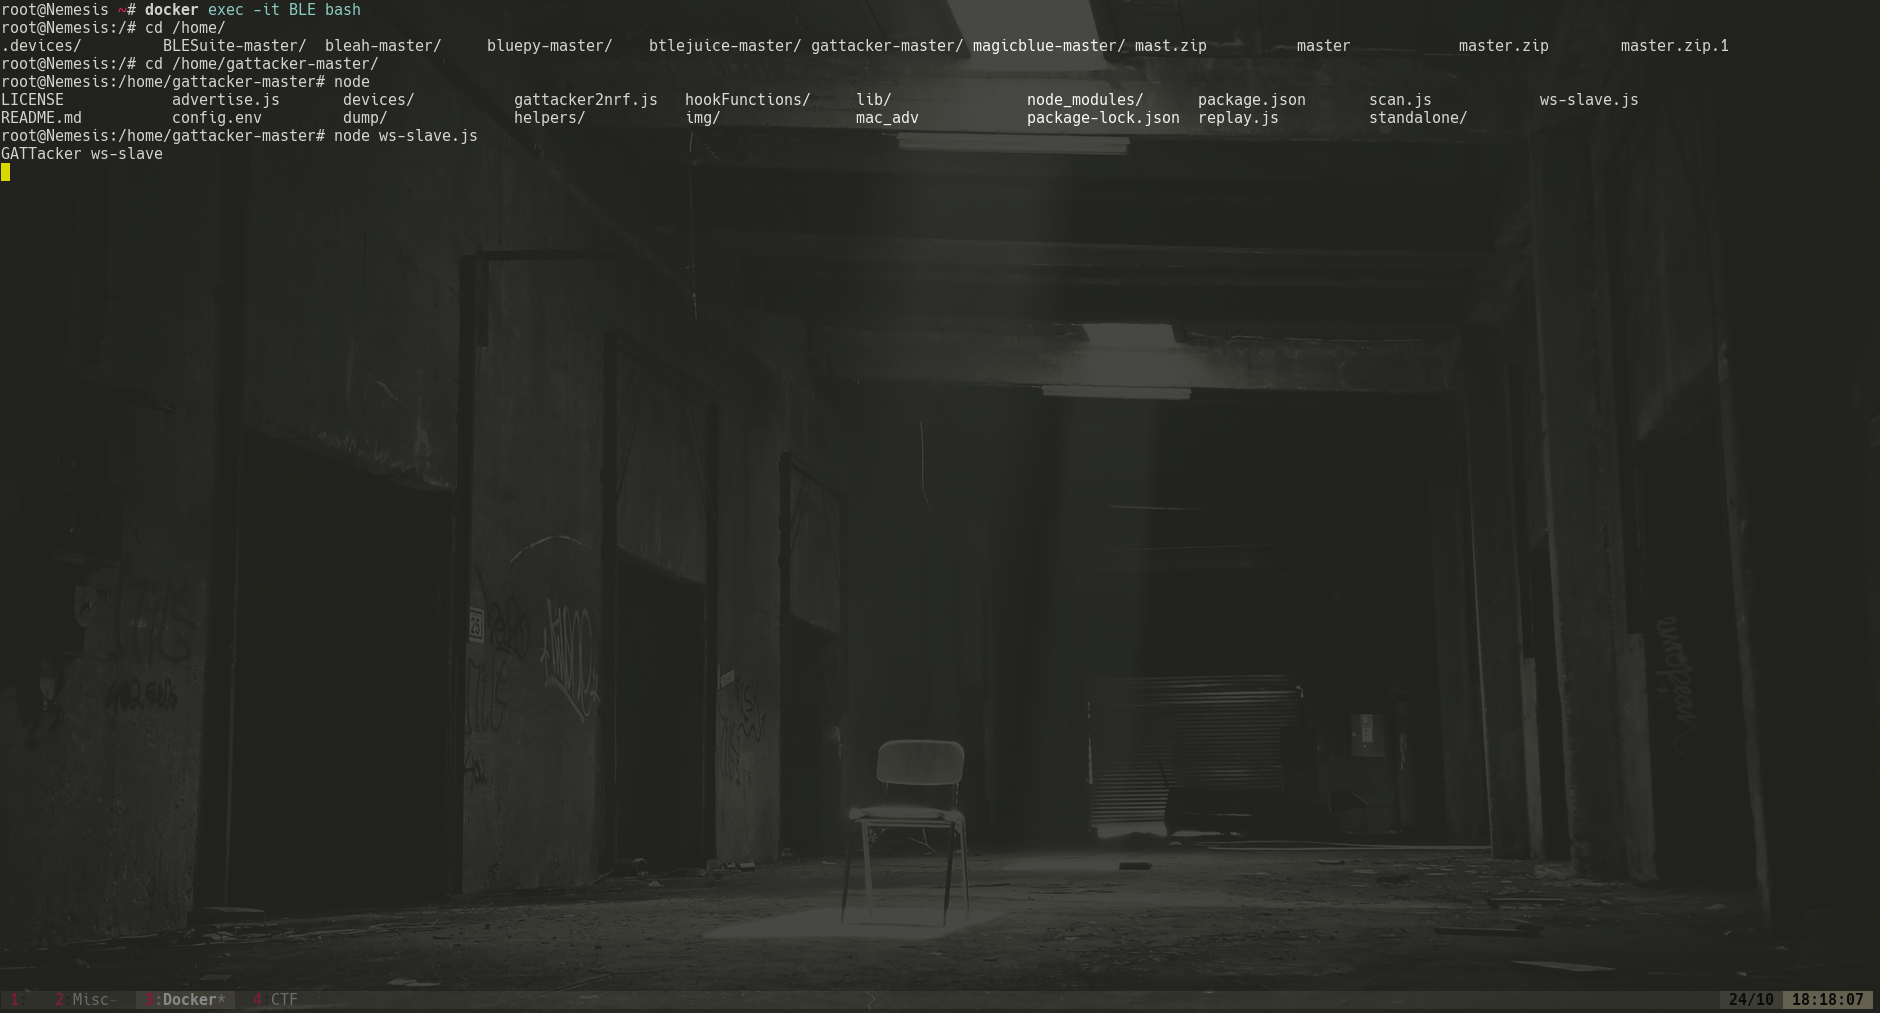 root@Nemesis ~# docker exec -it BLE bash
root@Nemesis:/# cd /home/
.devices/ BLESuite-master/ bleah-master/ bluepy-master/ btlejuice-master/ gattacker-master/ magicblue-master/ mast.zip master master.zip master.zip.1
root@Nemesis:/# cd /home/gattacker-master/
root@Nemesis:/home/gattacker-master# node
LICENSE advertise.js devices/ gattacker2nrf.js hookFunctions/ lib/ node_modules/ package.json scan.js ws-slave.js
README.md config.env dump/ helpers/ img/ mac_adv package-lock.json replay.js standalone/
root@Nemesis:/home/gattacker-master# node ws-slave.js
GATTacker ws-slave
25
1: 2:Misc- 3:Docker* 4:CTF 24/10 18:18:07